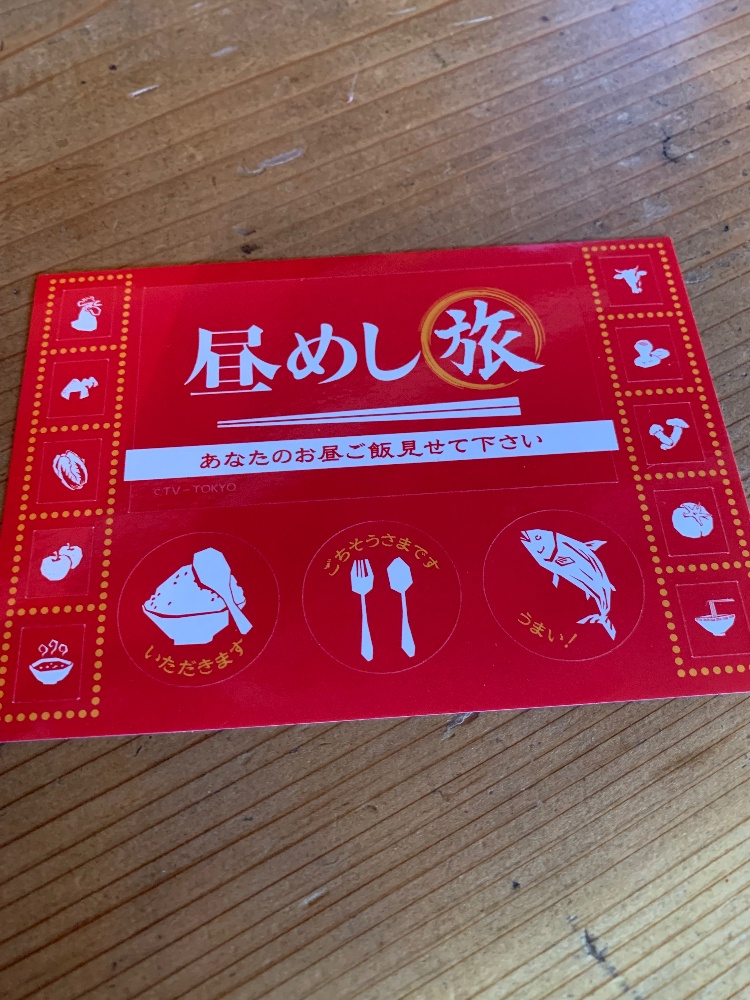 昼めし旅
あなたのお昼ご飯見せて下さい
©TV-TOKYO
いただきます
ごちそうさまです
うまい!